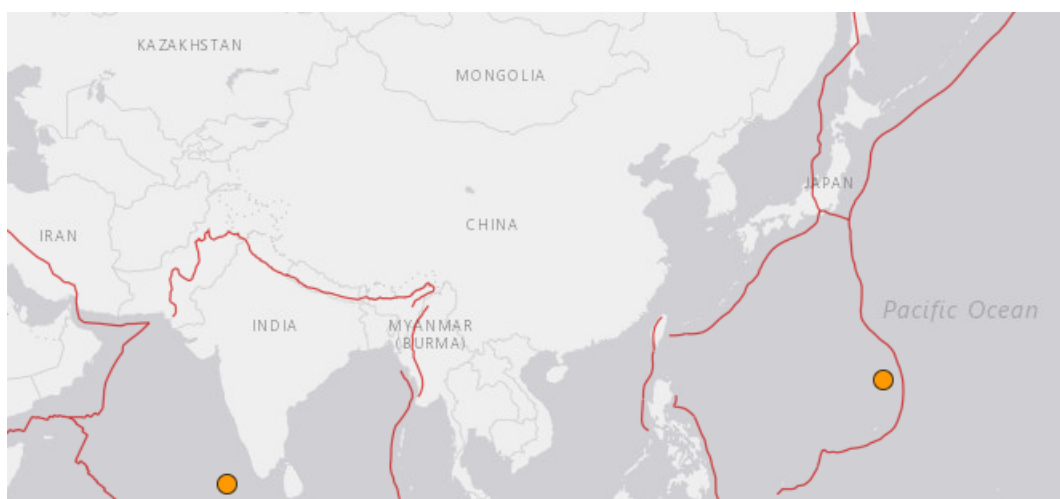 KAZAKHSTAN
MONGOLIA
JAPAN
CHINA
IRAN
Pacific Ocean
INDIA
MYANMAR
(BURMA)